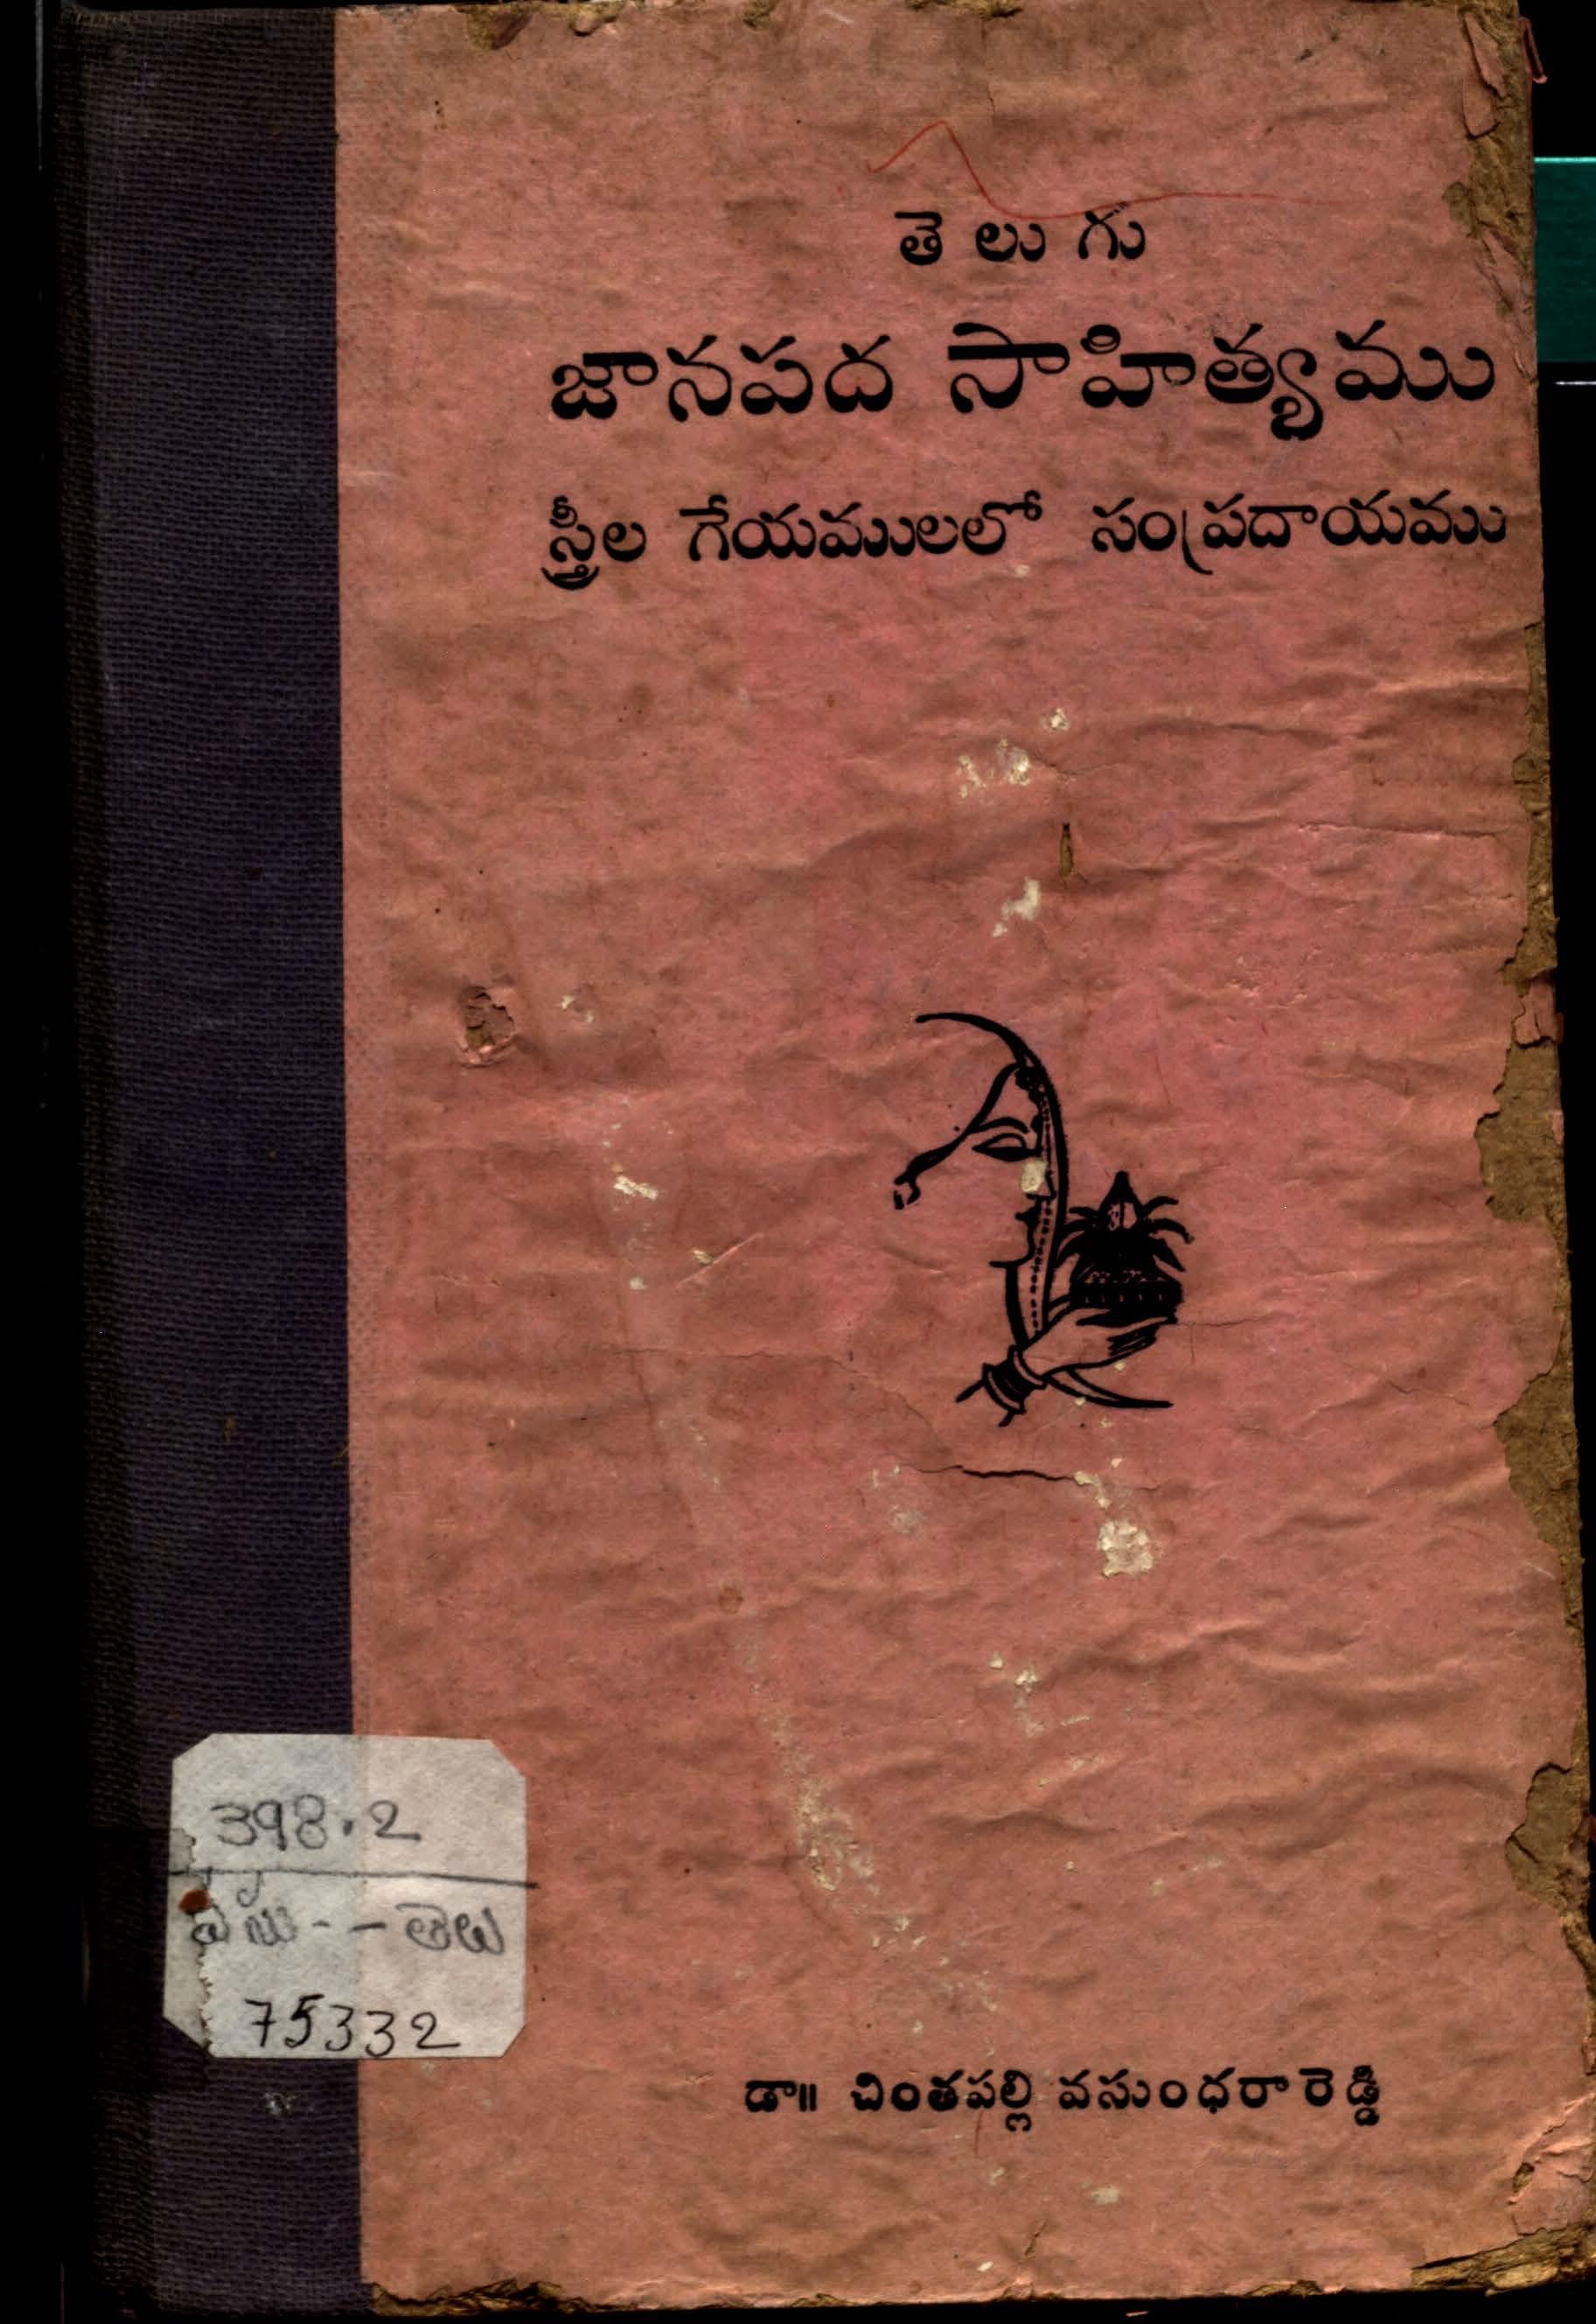 తెలుగు
జానపద సాహిత్యము
స్త్రీల గేయములలో సంప్రదాయము
398.2
తెలు
75332
డా॥ చింతపల్లి వసుంధరా రెడ్డి